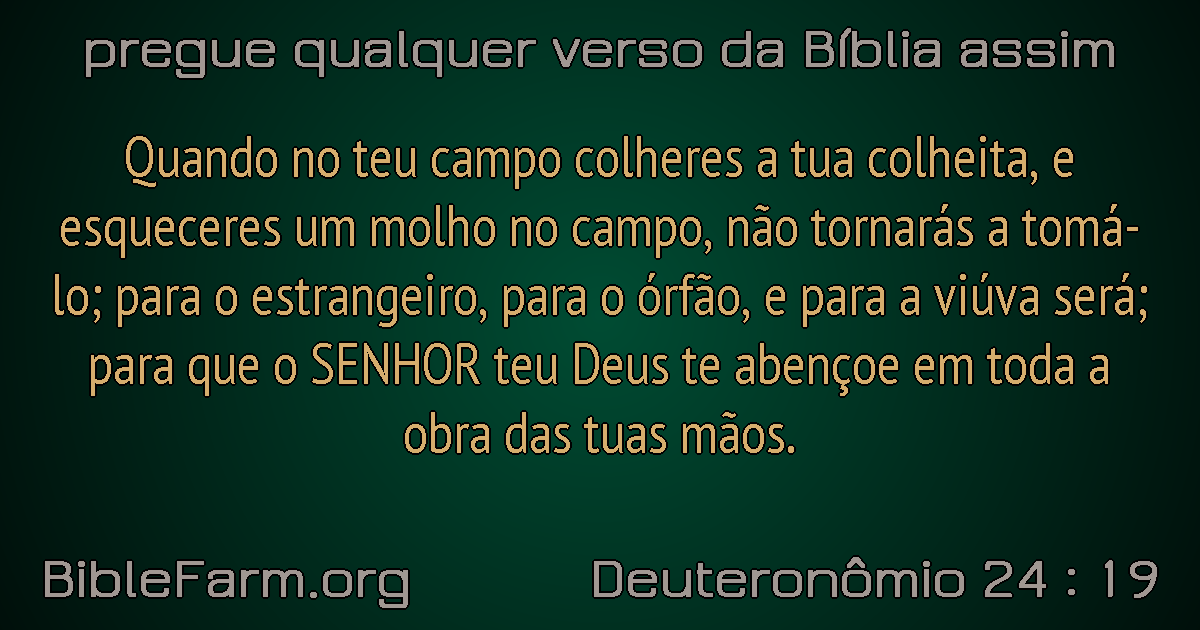 pregue qualquer verso da Bíblia assim
Quando no teu campo colheres a tua colheita, e
esqueceres um molho no campo, não tornarás a tomá-
lo; para o estrangeiro, para o órfão, e para a viúva será;
para que o SENHOR teu Deus te abençoe em toda a
obra das tuas mãos.
BibleFarm.org
Deuteronômio 24 : 19